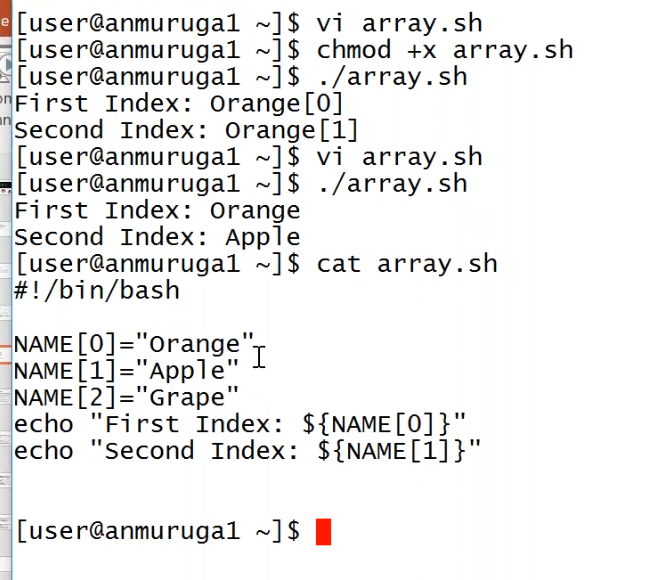 [user@anmuruga1 ~]$ vi array.sh
[user@anmuruga1 ~]$ chmod +x array.sh
[user@anmuruga1 ~]$ ./array.sh
First Index: Orange[0]
Second Index: Orange[1]
[user@anmuruga1 ~]$ vi array.sh
[user@anmuruga1 ~]$ ./array.sh
First Index: Orange
Second Index: Apple
[user@anmuruga1 ~]$ cat array.sh
#!/bin/bash
NAME[0]="Orange"
NAME[1]="Apple"
NAME[2]="Grape"
echo "First Index: ${NAME[0]}"
echo "Second Index: ${NAME[1]}"
[user@anmuruga1 ~]$